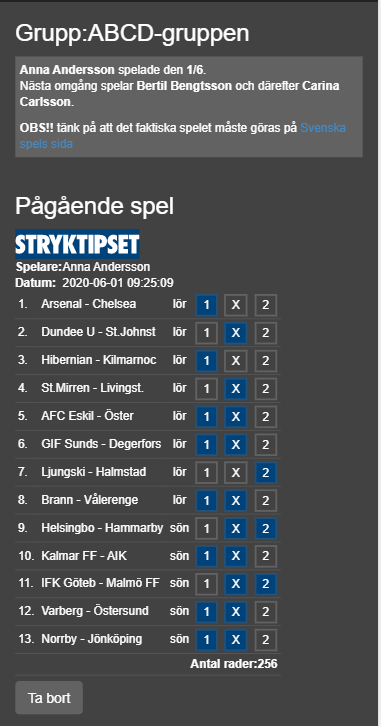 Grupp:ABCD-gruppen
Anna Andersson spelade den 1/6.
Nästa omgång spelar Bertil Bengtsson och därefter Carina
Carlsson.
OBS!! tänk på att det faktiska spelet måste göras på Svenska
spels sida
Pågående spel
STRYKTIPSET
Spelare:Anna Andersson
Datum: 2020-06-01 09:25:09
1. Arsenal - Chelsea lör 1 X 2
2. Dundee U - St.Johnst lör 1 X 2
3. Hibernian - Kilmarnoc lör 1 X 2
4. St.Mirren - Livingst. lör 1 X 2
5. AFC Eskil - Öster lör 1 X 2
6. GIF Sunds - Degerfors lör 1 X 2
7. Ljungski - Halmstad lör 1 X 2
8. Brann - Vålerenge lör 1 X 2
9. Helsingbo - Hammarby sön 1 X 2
10. Kalmar FF - AIK sön 1 X 2
11. IFK Göteb - Malmö FF sön 1 X 2
12. Varberg - Östersund sön 1 X 2
13. Norrby - Jönköping sön 1 X 2
Antal rader:256
Ta bort